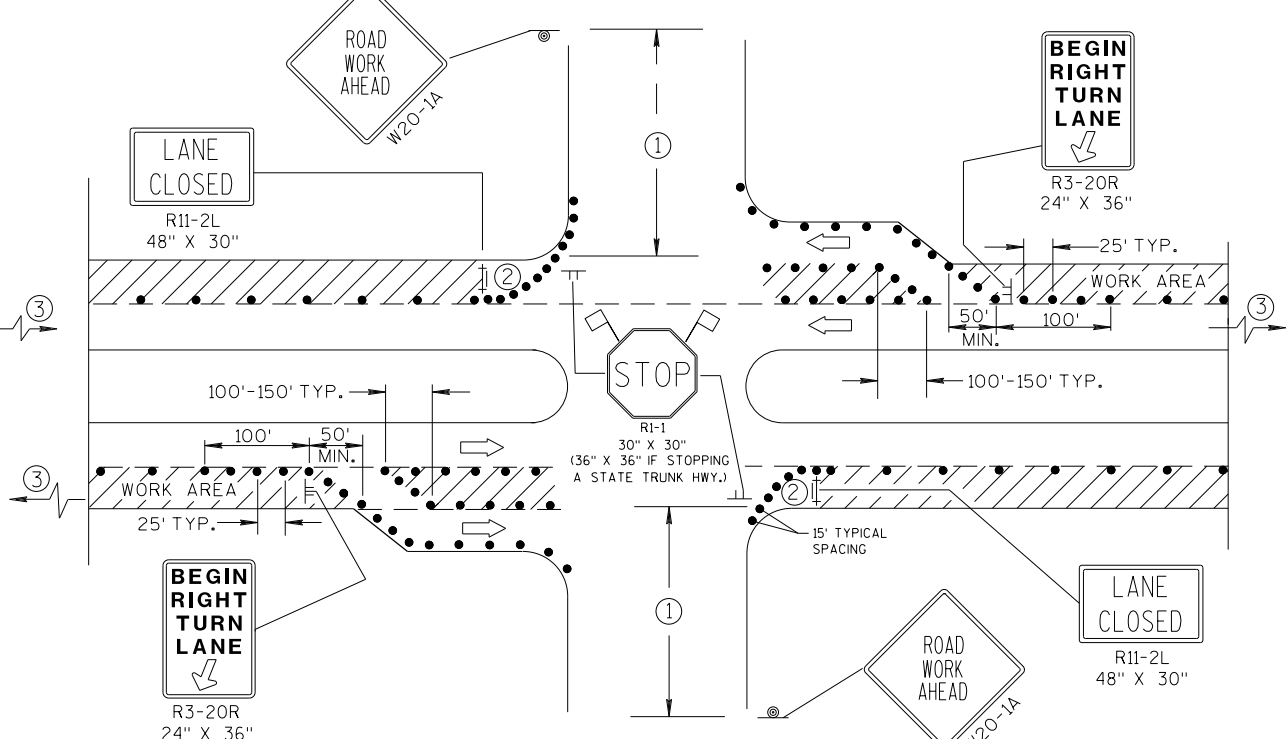 ROAD
WORK
AHEAD
W20-1A
LANE
CLOSED
R11-2L
48" X 30"
1
BEGIN
RIGHT
TURN
LANE
R3-20R
24" X 36"
25' TYP.
2
WORK AREA
3
3
50'
MIN.
100'
100'-150' TYP.
STOP
R1-1
30" X 30"
(36" X 36" IF STOPPING
A STATE TRUNK HWY.)
100'-150' TYP.
100'
50'
MIN.
3
WORK AREA
2
25' TYP.
15' TYPICAL
SPACING
BEGIN
RIGHT
TURN
LANE
R3-20R
24" X 36"
1
LANE
CLOSED
R11-2L
48" X 30"
ROAD
WORK
AHEAD
W20-1A